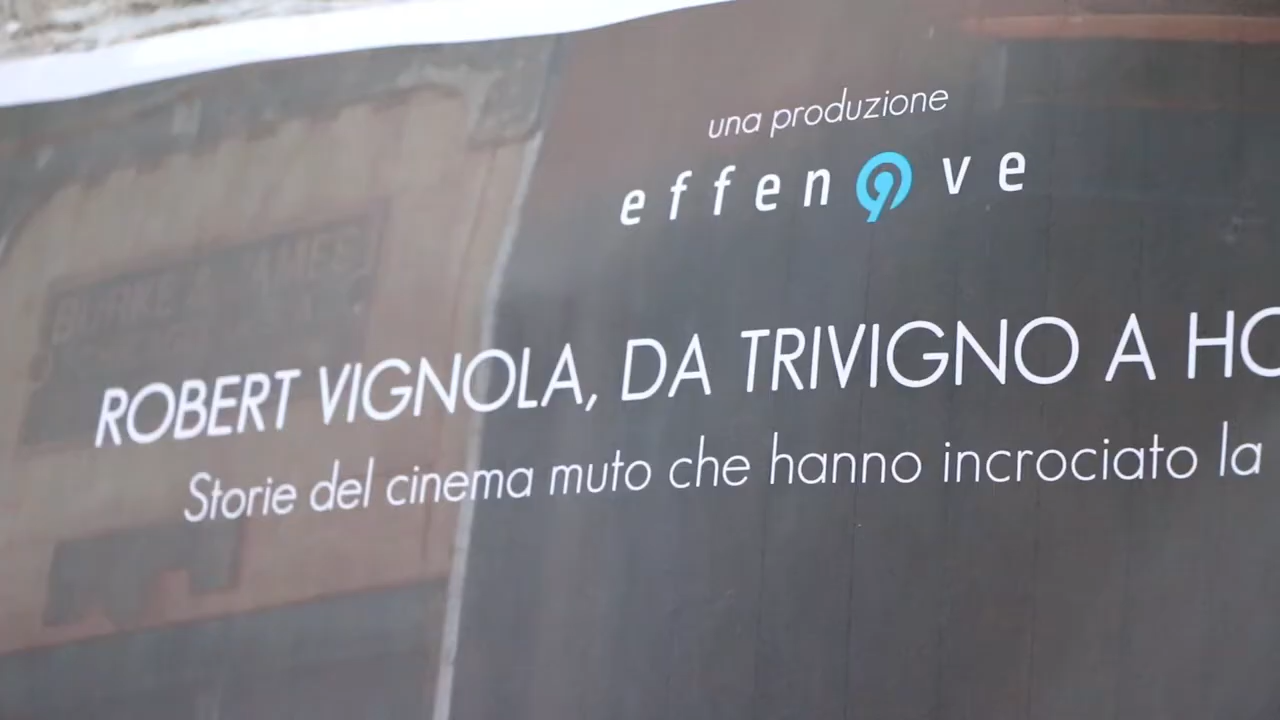 una produzione
effen9ve
ROBERT VIGNOLA, DA TRIVIGNO A HO
Storie del cinema muto che hanno incrociato la